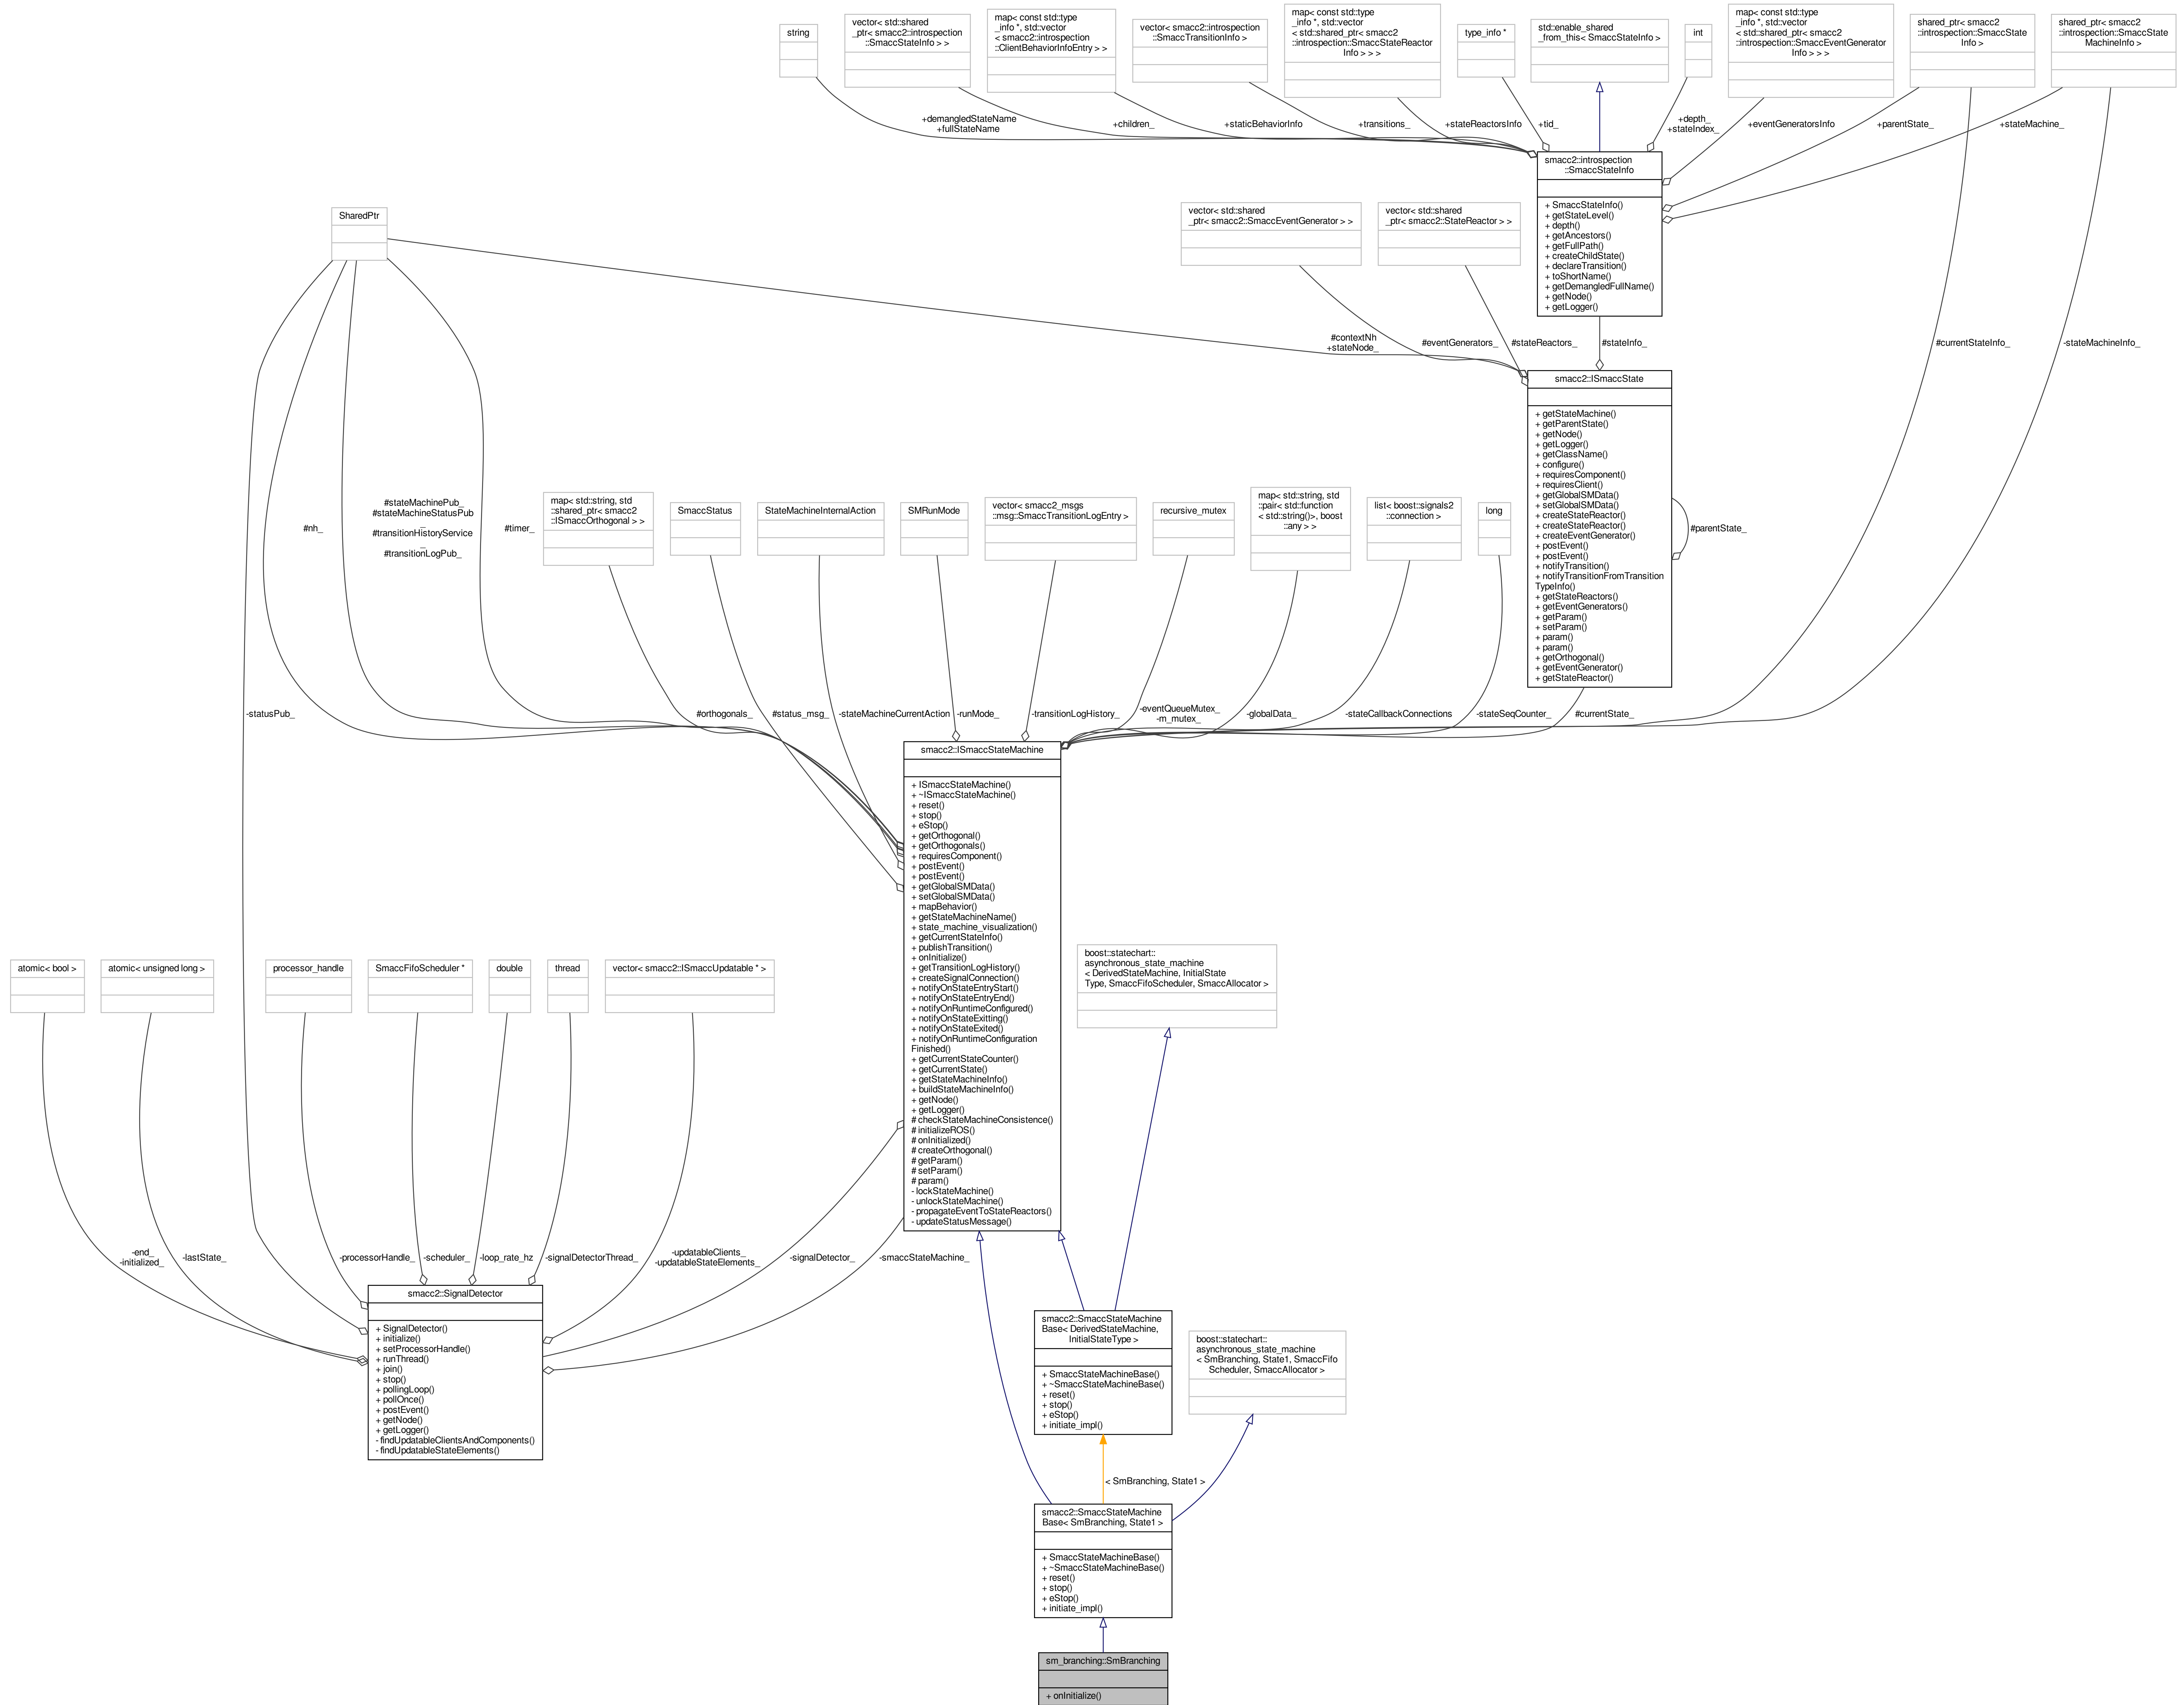 string
vector< std::shared
_ptr< smacc2::introspection
::SmaccStateInfo > >
map< const std::type
_info *, std::vector
< smacc2::introspection
::ClientBehaviorInfoEntry > >
vector< smacc2::introspection
::SmaccTransitionInfo >
map< const std::type
_info *, std::vector
< std::shared_ptr< smacc2
::introspection::SmaccStateReactor
Info > > >
type_info *
std::enable_shared
_from_this< SmaccStateInfo >
int
map< const std::type
_info *, std::vector
< std::shared_ptr< smacc2
::introspection::SmaccEventGenerator
Info > > >
shared_ptr< smacc2
::introspection::SmaccState
Info >
shared_ptr< smacc2
::introspection::SmaccState
MachineInfo >
+demangledStateName
+fullStateName
+children_
+staticBehaviorInfo
+transitions_
+stateReactorsInfo
+tid_
+depth_
+stateIndex_
+eventGeneratorsInfo
+parentState_
+stateMachine_
smacc2::introspection
::SmaccStateInfo
+ SmaccStateInfo()
+ getStateLevel()
+ depth()
+ getAncestors()
+ getFullPath()
+ createChildState()
+ declareTransition()
+ toShortName()
+ getDemangledFullName()
+ getNode()
+ getLogger()
SharedPtr
vector< std::shared
_ptr< smacc2::SmaccEventGenerator > >
vector< std::shared
_ptr< smacc2::StateReactor > >
#contextNh
+stateNode_
#eventGenerators_
#stateReactors_
#stateInfo_
#currentStateInfo_
-stateMachineInfo_
smacc2::ISmaccState
+ getStateMachine()
+ getParentState()
+ getNode()
+ getLogger()
+ getClassName()
+ configure()
+ requiresComponent()
+ requiresClient()
+ getGlobalSMData()
+ setGlobalSMData()
+ createStateReactor()
+ createStateReactor()
+ createEventGenerator()
+ postEvent()
+ postEvent()
+ notifyTransition()
+ notifyTransitionFromTransition
TypeInfo()
+ getStateReactors()
+ getEventGenerators()
+ getParam()
+ setParam()
+ param()
+ param()
+ getOrthogonal()
+ getEventGenerator()
+ getStateReactor()
#parentState_
#nh_
#stateMachinePub_
#stateMachineStatusPub
_
#transitionHistoryService
_
#transitionLogPub_
#timer_
map< std::string, std
::shared_ptr< smacc2
::ISmaccOrthogonal > >
SmaccStatus
StateMachineInternalAction
SMRunMode
vector< smacc2_msgs
::msg::SmaccTransitionLogEntry >
recursive_mutex
map< std::string, std
::pair< std::function
< std::string()>, boost
::any > >
list< boost::signals2
::connection >
long
-statusPub_
#orthogonals_
#status_msg_
-stateMachineCurrentAction
-runMode_
-transitionLogHistory_
-eventQueueMutex_
-m_mutex_
-globalData_
-stateCallbackConnections
-stateSeqCounter_
#currentState_
smacc2::ISmaccStateMachine
+ ISmaccStateMachine()
+ ~ISmaccStateMachine()
+ reset()
+ stop()
+ eStop()
+ getOrthogonal()
+ getOrthogonals()
+ requiresComponent()
+ postEvent()
+ postEvent()
+ getGlobalSMData()
+ setGlobalSMData()
+ mapBehavior()
+ getStateMachineName()
+ state_machine_visualization()
+ getCurrentStateInfo()
+ publishTransition()
+ onInitialize()
+ getTransitionLogHistory()
+ createSignalConnection()
+ notifyOnStateEntryStart()
+ notifyOnStateEntryEnd()
+ notifyOnRuntimeConfigured()
+ notifyOnStateExitting()
+ notifyOnStateExited()
+ notifyOnRuntimeConfiguration
Finished()
+ getCurrentStateCounter()
+ getCurrentState()
+ getStateMachineInfo()
+ buildStateMachineInfo()
+ getNode()
+ getLogger()
# checkStateMachineConsistence()
# initializeROS()
# onInitialized()
# createOrthogonal()
# getParam()
# setParam()
# param()
- lockStateMachine()
- unlockStateMachine()
- propagateEventToStateReactors()
- updateStatusMessage()
boost::statechart::
asynchronous_state_machine
< DerivedStateMachine, InitialState
Type, SmaccFifoScheduler, SmaccAllocator >
atomic< bool >
atomic< unsigned long >
processor_handle
SmaccFifoScheduler *
double
thread
vector< smacc2::ISmaccUpdatable * >
-end_
-initialized_
-lastState_
-processorHandle_
-scheduler_
-loop_rate_hz
-signalDetectorThread_
-updatableClients_
-updatableStateElements_
-signalDetector_
-smaccStateMachine_
smacc2::SignalDetector
+ SignalDetector()
+ initialize()
+ setProcessorHandle()
+ runThread()
+ join()
+ stop()
+ pollingLoop()
+ pollOnce()
+ postEvent()
+ getNode()
+ getLogger()
- findUpdatableClientsAndComponents()
- findUpdatableStateElements()
smacc2::SmaccStateMachine
Base< DerivedStateMachine,
InitialStateType >
+ SmaccStateMachineBase()
+ ~SmaccStateMachineBase()
+ reset()
+ stop()
+ eStop()
+ initiate_impl()
boost::statechart::
asynchronous_state_machine
< SmBranching, State1, SmaccFifo
Scheduler, SmaccAllocator >
< SmBranching, State1 >
smacc2::SmaccStateMachine
Base< SmBranching, State1 >
+ SmaccStateMachineBase()
+ ~SmaccStateMachineBase()
+ reset()
+ stop()
+ eStop()
+ initiate_impl()
sm_branching::SmBranching
+ onInitialize()